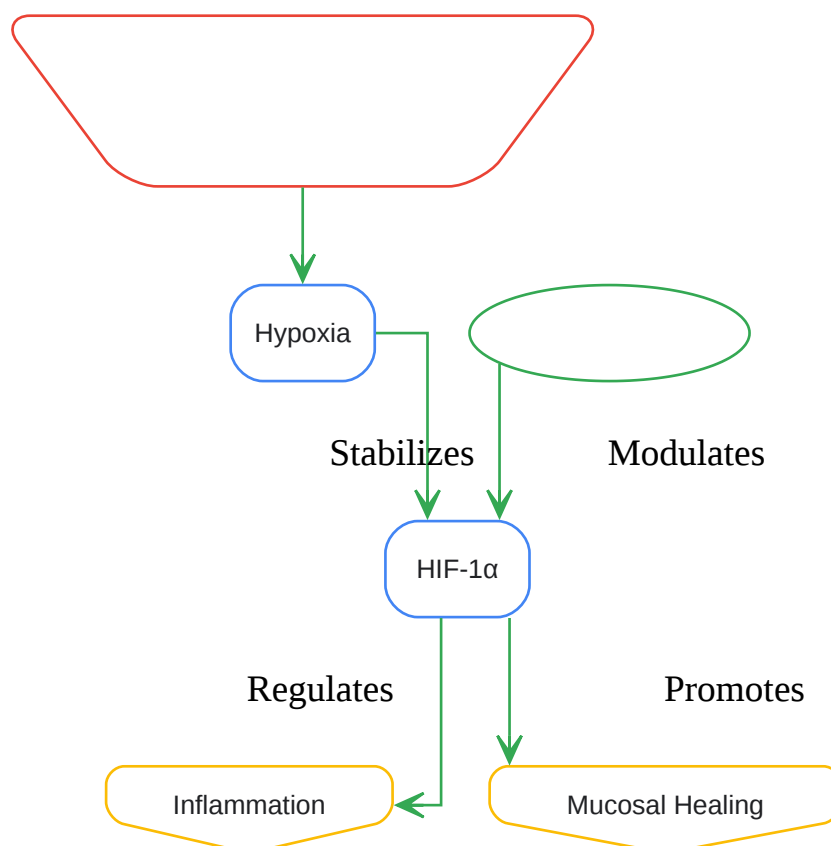 Hypoxia
Stabilizes
Modulates
HIF-1α
Regulates
Promotes
Inflammation
Mucosal Healing